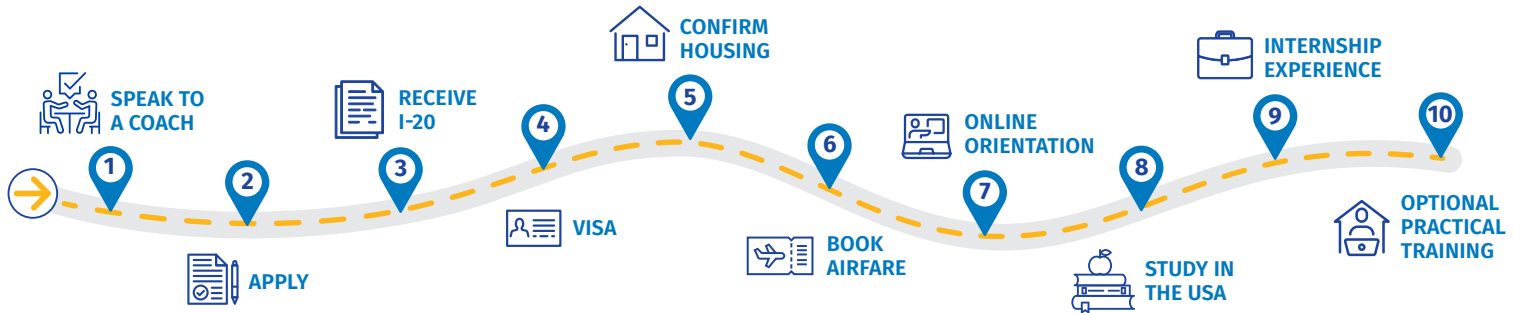 1
SPEAK TO
A COACH
2
APPLY
3
RECEIVE
I-20
4
VISA
5
CONFIRM
HOUSING
6
BOOK
AIRFARE
7
ONLINE
ORIENTATION
8
STUDY IN
THE USA
9
INTERNSHIP
EXPERIENCE
10
OPTIONAL
PRACTICAL
TRAINING